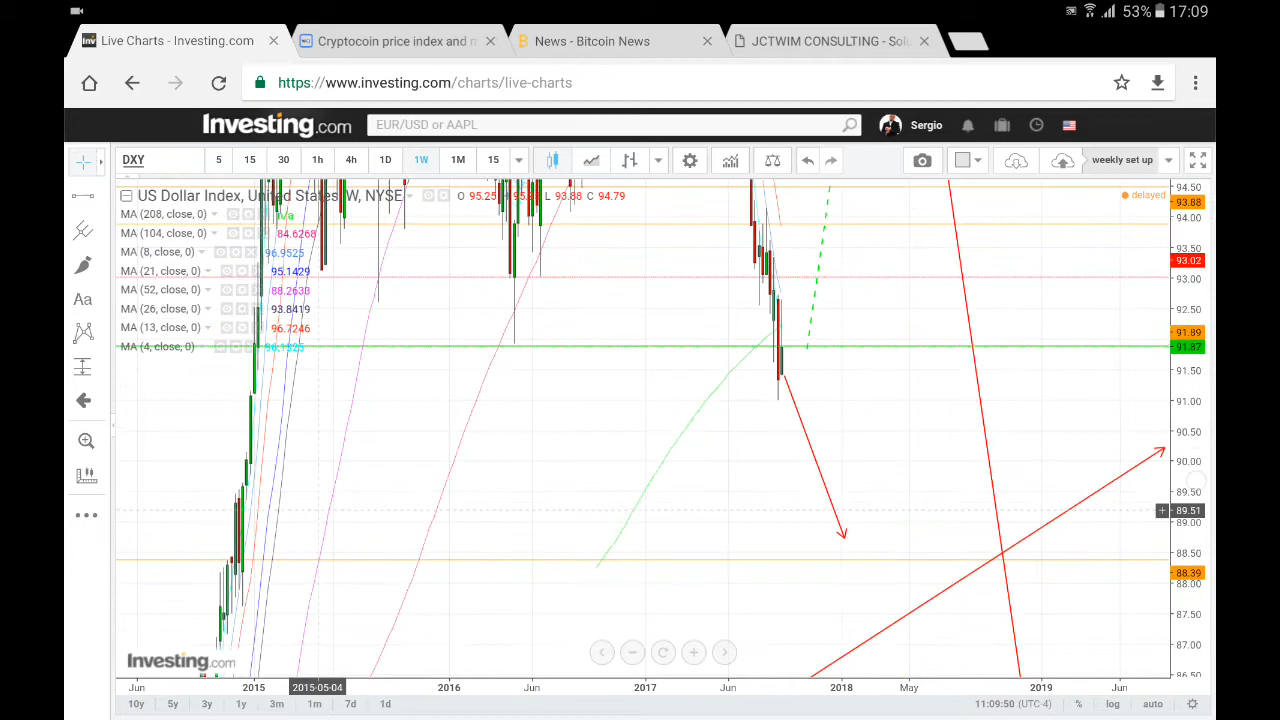 53% 17:09
Live Charts - Investing.com
Cryptocoin price index and m
News - Bitcoin News
JCTWIM CONSULTING - Solu
https://www.investing.com/charts/live-charts
Investing.com
EUR/USD or AAPL
Sergio
DXY
5 15 30 1h 4h 1D 1W 1M 15
weekly set up
US Dollar Index, United States, W, NYSE
O 95.25 L 93.88 C 94.79
delayed
MA (208, close, 0) n/a
MA (104, close, 0) 84.6268
MA (8, close, 0) 96.9525
MA (21, close, 0) 95.1429
MA (52, close, 0) 88.2638
MA (26, close, 0) 93.8419
MA (13, close, 0) 96.7246
MA (4, close, 0)
94.50
93.88
94.00
93.50
93.02
93.00
92.50
91.89
91.87
91.50
91.00
90.50
90.00
89.51
89.50
89.00
88.50
88.39
87.50
87.00
86.50
Investing.com
Jun 2015 2015-05-04 2016 Jun 2017 Jun 2018 May 2019 Jun
10y 5y 3y 1y 3m 1m 7d 1d
11:09:50 (UTC-4) % log auto
Aa